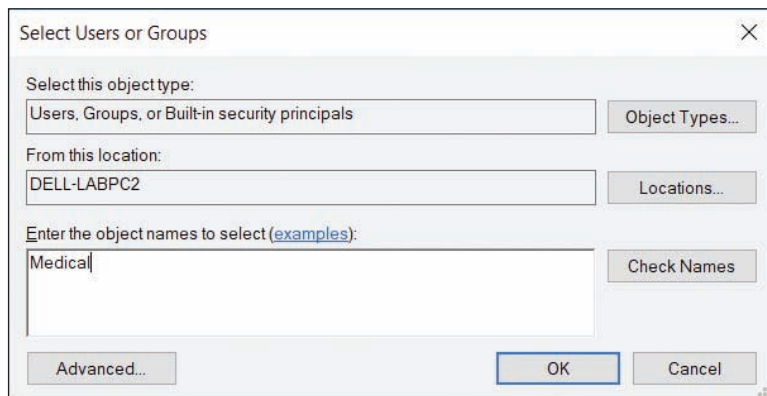 Select Users or Groups
Select this object type:
Users, Groups, or Built-in security principals
Object Types...
From this location:
DELL-LABPC2
Locations...
Enter the object names to select (examples):
Medical
Check Names
Advanced...
OK
Cancel